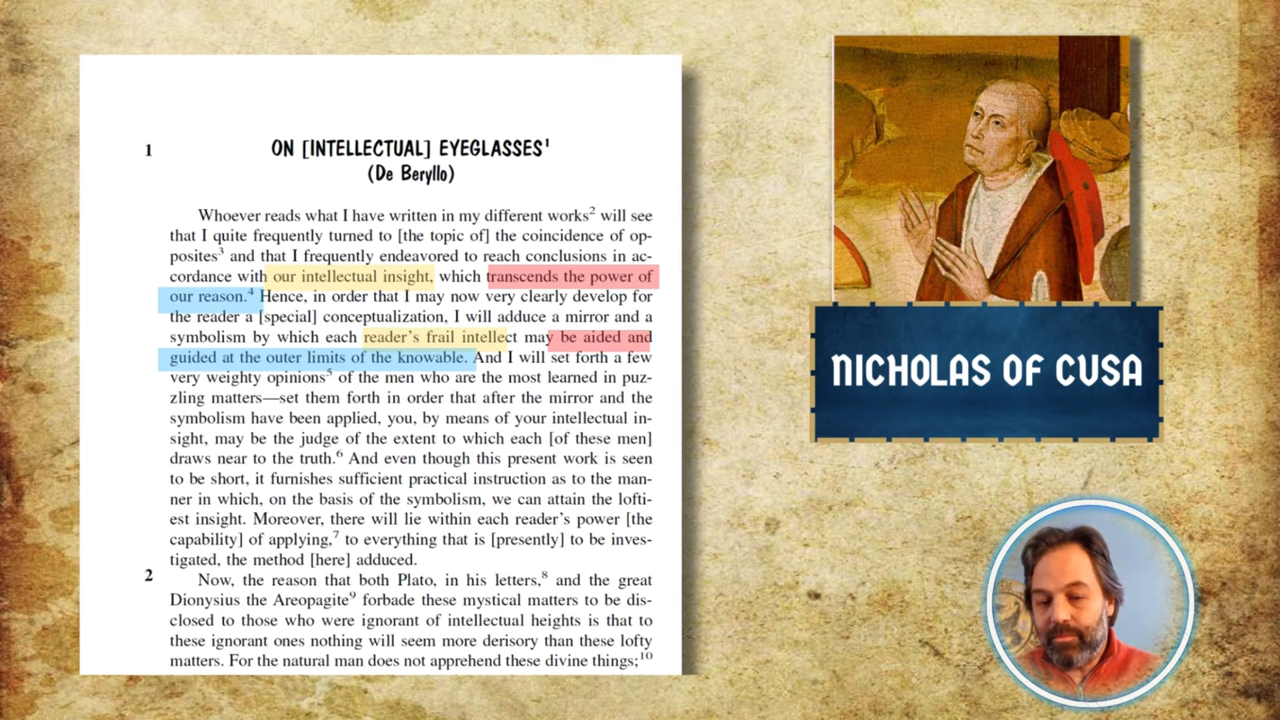 1
ON [INTELLECTUAL] EYEGLASSES¹
(De Beryllo)
Whoever reads what I have written in my different works² will see
that I quite frequently turned to [the topic of] the coincidence of op-
posites³ and that I frequently endeavored to reach conclusions in ac-
cordance with our intellectual insight, which transcends the power of
our reason.⁴ Hence, in order that I may now very clearly develop for
the reader a [special] conceptualization, I will adduce a mirror and a
symbolism by which each reader's frail intellect may be aided and
guided at the outer limits of the knowable. And I will set forth a few
very weighty opinions⁵ of the men who are the most learned in puz-
zling matters—set them forth in order that after the mirror and the
symbolism have been applied, you, by means of your intellectual in-
sight, may be the judge of the extent to which each [of these men]
draws near to the truth.⁶ And even though this present work is seen
to be short, it furnishes sufficient practical instruction as to the man-
ner in which, on the basis of the symbolism, we can attain the lofti-
est insight. Moreover, there will lie within each reader's power [the
capability] of applying,⁷ to everything that is [presently] to be inves-
tigated, the method [here] adduced.
2
Now, the reason that both Plato, in his letters,⁸ and the great
Dionysius the Areopagite⁹ forbade these mystical matters to be dis-
closed to those who were ignorant of intellectual heights is that to
these ignorant ones nothing will seem more derisory than these lofty
matters. For the natural man does not apprehend these divine things;¹⁰
NICHOLAS OF CUSA